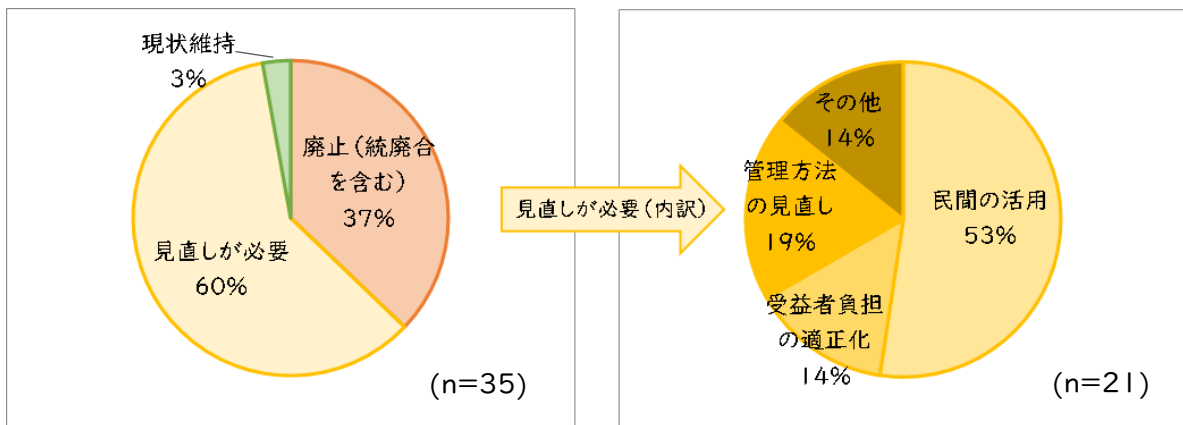 現状維持
3%
廃止(統廃合
を含む)
37%
見直しが必要
60%
(n=35)
見直しが必要(内訳)
その他
14%
管理方法
の見直し
19%
民間の活用
53%
受益者負担
の適正化
14%
(n=21)